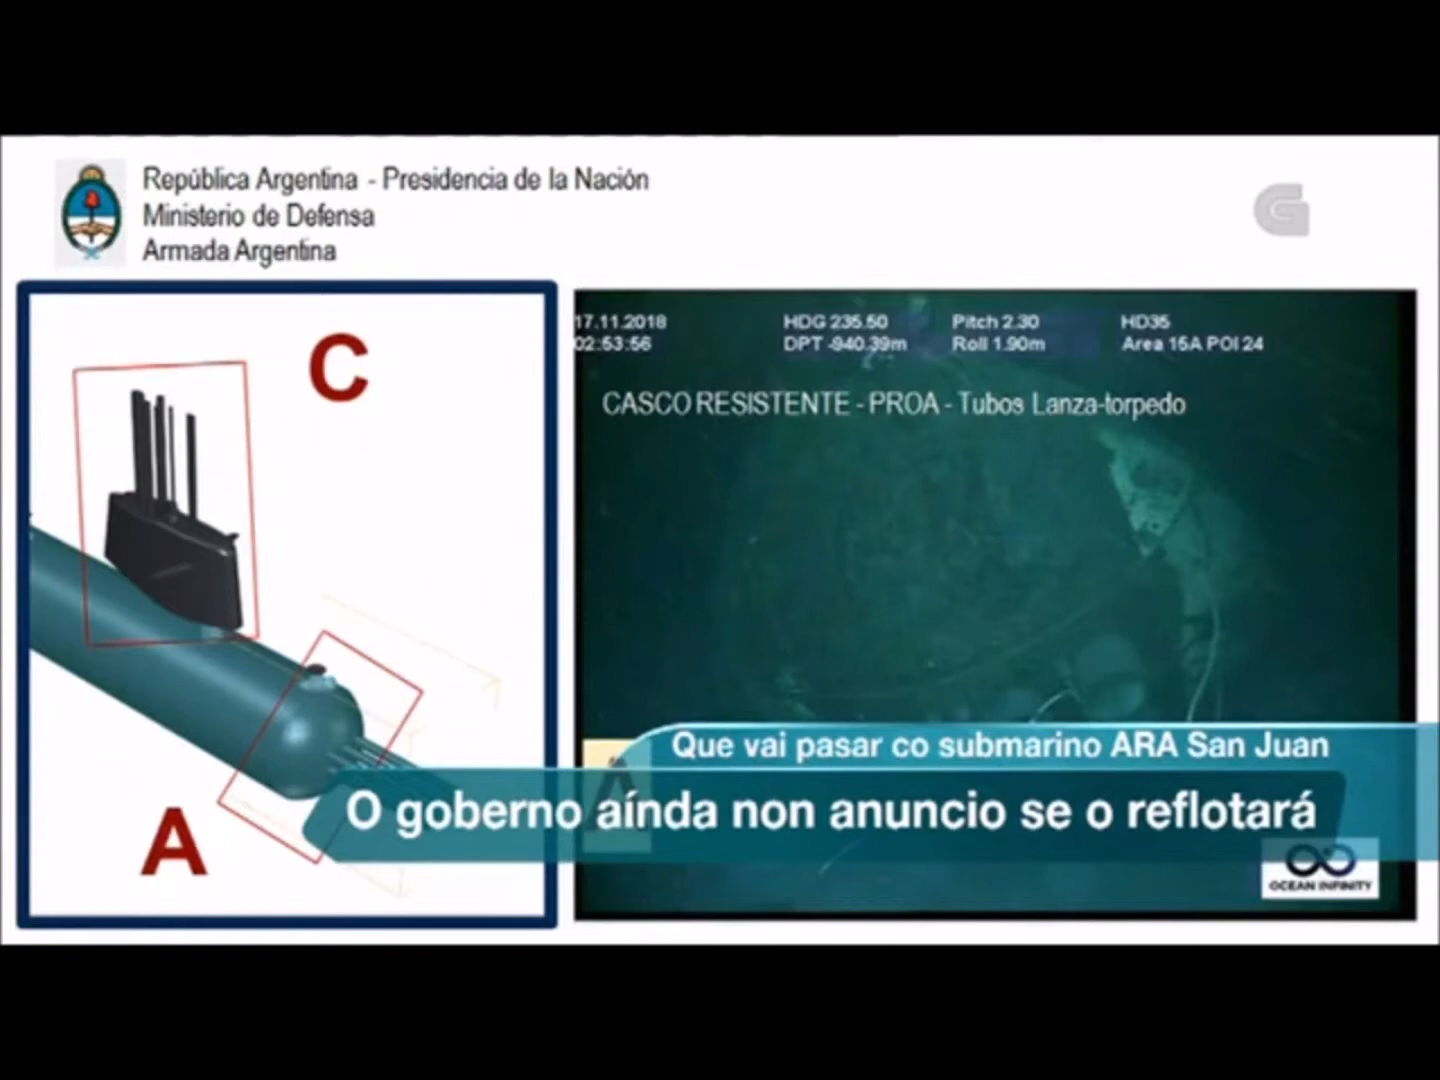 República Argentina - Presidencia de la Nación
Ministerio de Defensa
Armada Argentina
G
C
A
17.11.2018 HDG 235.50 Pitch 2.30 HD35
02:53:56 DPT -940.39m Roll 1.90m Area 15A POI 24
CASCO RESISTENTE - PROA - Tubos Lanza-torpedo
A
Que vai pasar co submarino ARA San Juan
O goberno aínda non anuncio se o reflotará
OCEAN INFINITY